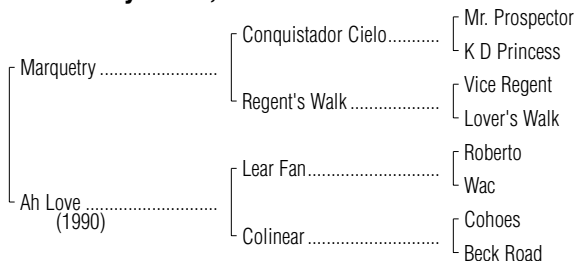 Mr. Prospector
Conquistador Cielo...........
K D Princess
Marquetry .........................
Vice Regent
Regent's Walk ...................
Lover's Walk
Roberto
Lear Fan............................
Wac
Ah Love ............................
(1990)
Cohoes
Colinear ...........................
Beck Road